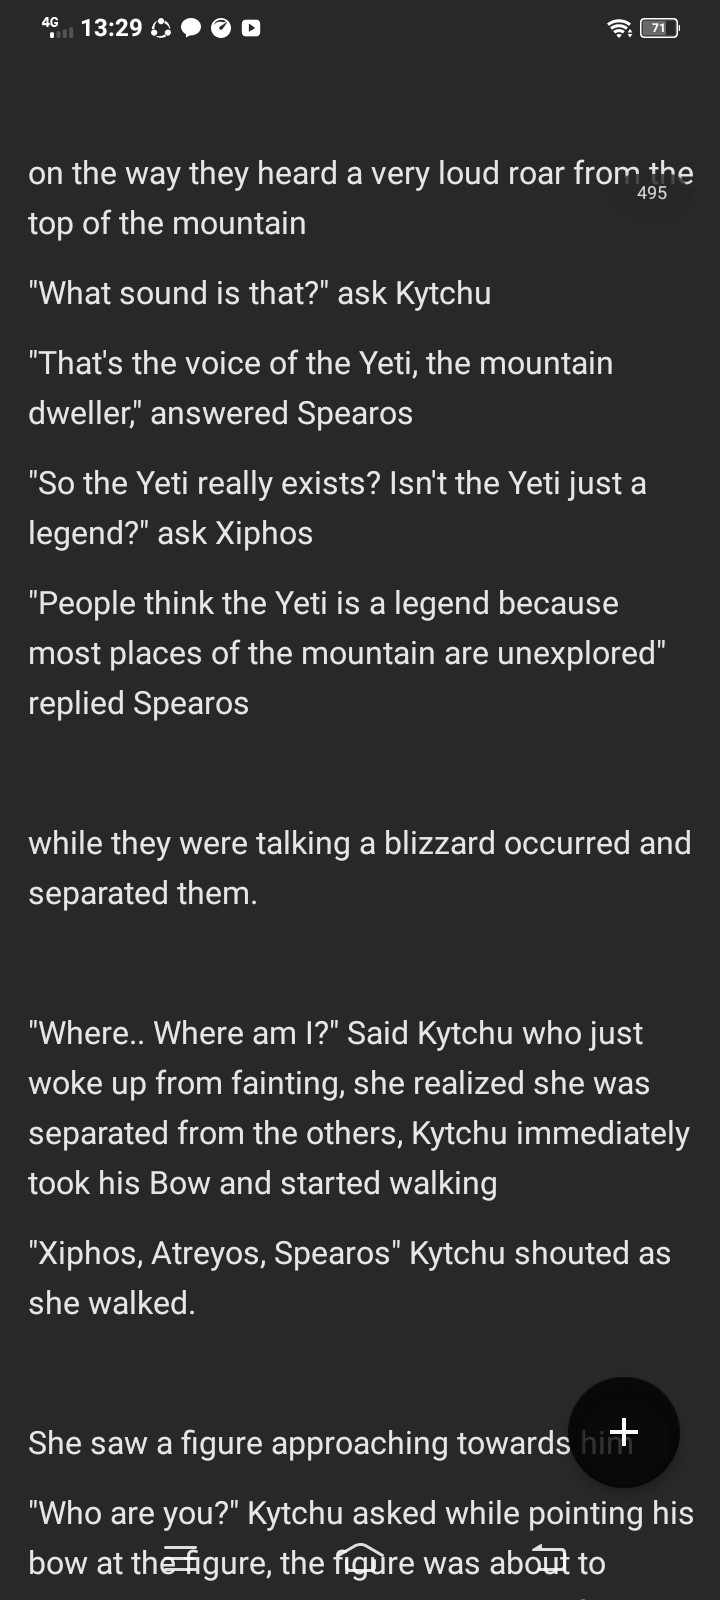 4G 13:29 71
on the way they heard a very loud roar from the
495
top of the mountain
"What sound is that?" ask Kytchu
"That's the voice of the Yeti, the mountain
dweller," answered Spearos
"So the Yeti really exists? Isn't the Yeti just a
legend?" ask Xiphos
"People think the Yeti is a legend because
most places of the mountain are unexplored"
replied Spearos
while they were talking a blizzard occurred and
separated them.
"Where.. Where am I?" Said Kytchu who just
woke up from fainting, she realized she was
separated from the others, Kytchu immediately
took his Bow and started walking
"Xiphos, Atreyos, Spearos" Kytchu shouted as
she walked.
She saw a figure approaching towards him
"Who are you?" Kytchu asked while pointing his
bow at the figure, the figure was about to